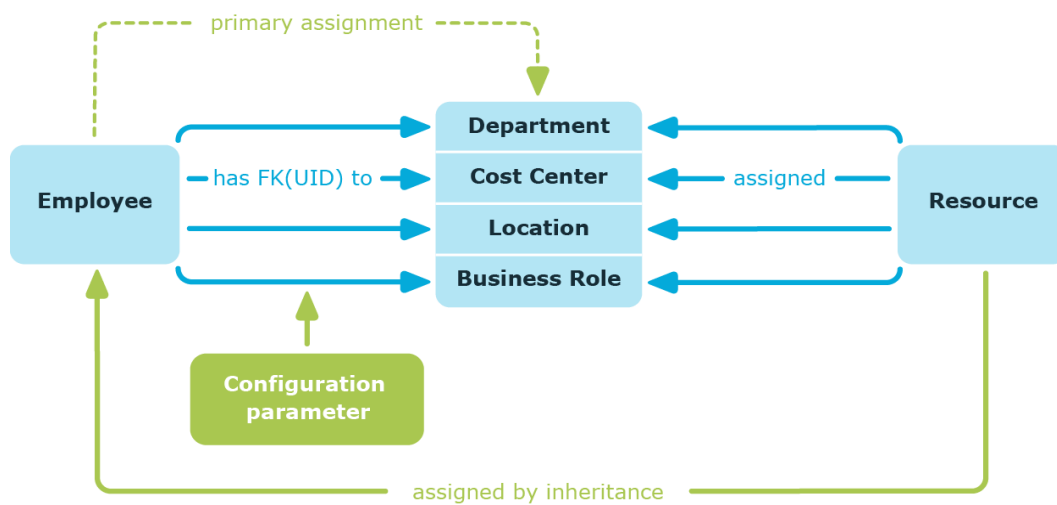 primary assignment
Department
has FK(UID) to
Cost Center
assigned
Employee
Resource
Location
Business Role
Configuration
parameter
assigned by inheritance